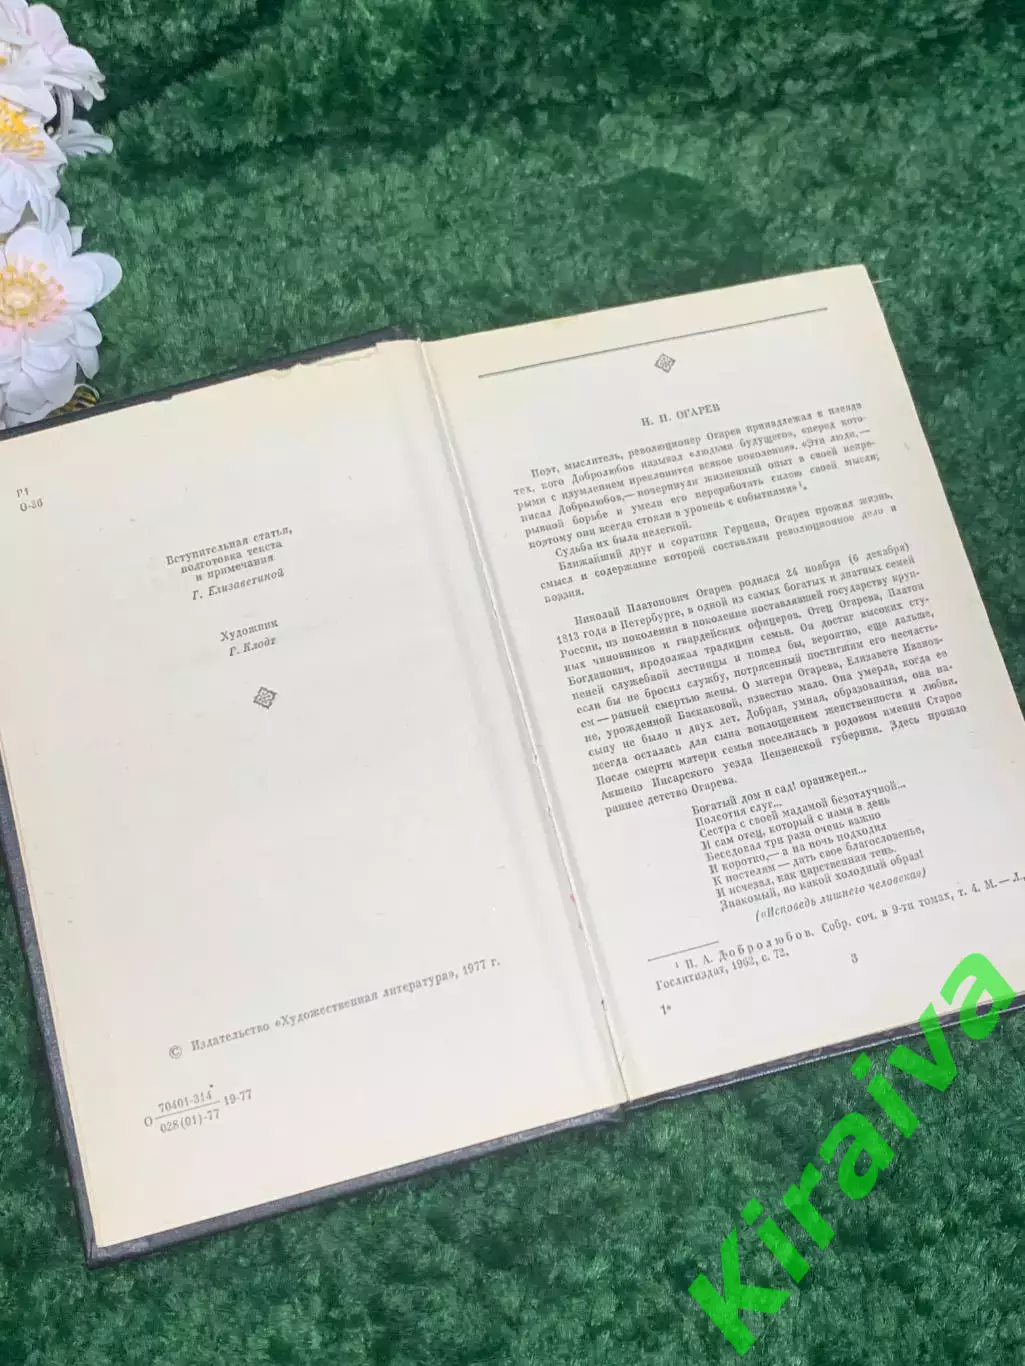 Р1
О-36
Вступительная статья,
подготовка текста
и примечания
Г. Елизаветиной
Художник
Г. Клодт
© Издательство «Художественная литература», 1977 г.
О 70401-314 / 028(01)-77 19-77
Н. П. ОГАРЕВ
Поэт, мыслитель, революционер Огарев принадлежал к плеяде
тех, кого Добролюбов называл «людьми будущего», «перед кото-
рыми с изумлением преклонится всякое поколение». «Эти люди,—
писал Добролюбов,— почерпнули жизненный опыт в своей непре-
рывной борьбе и умели его переработать силою своей мысли;
поэтому они всегда стояли в уровень с событиями»¹.
Судьба их была нелегкой.
Ближайший друг и соратник Герцена, Огарев прожил жизнь,
смысл и содержание которой составляли революционное дело и
поэзия.
Николай Платонович Огарев родился 24 ноября (6 декабря)
1813 года в Петербурге, в одной из самых богатых и знатных семей
России, из поколения в поколение поставлявшей государству круп-
ных чиновников и гвардейских офицеров. Отец Огарева, Платон
Богданович, продолжал традиции семьи. Он достиг высоких сту-
пеней служебной лестницы и пошел бы, вероятно, еще дальше,
если бы не бросил службу, потрясенный постигшим его несчасть-
ем — ранней смертью жены. О матери Огарева, Елизавете Иванов-
не, урожденной Баскаковой, известно мало. Она умерла, когда ее
сыну не было и двух лет. Добрая, умная, образованная, она на-
всегда осталась для сына воплощением женственности и любви.
После смерти матери семья поселилась в родовом имении Старое
Акшено Инсарского уезда Пензенской губернии. Здесь прошло
раннее детство Огарева.
Богатый дом и сад! оранжереи...
Полсотня слуг...
Сестра с своей мадамой безотлучной...
И сам отец, который с нами в день
Беседовал три раза очень важно
И коротко,— а на ночь подходил
К постелям — дать свое благословенье,
И исчезал, как царственная тень.
Знакомый, но какой холодный образ!
(«Исповедь лишнего человека»)
¹ Н. А. Добролюбов. Собр. соч. в 9-ти томах, т. 4. М.— Л.,
Гослитиздат, 1962, с. 72.
3
1*
Kiraiva